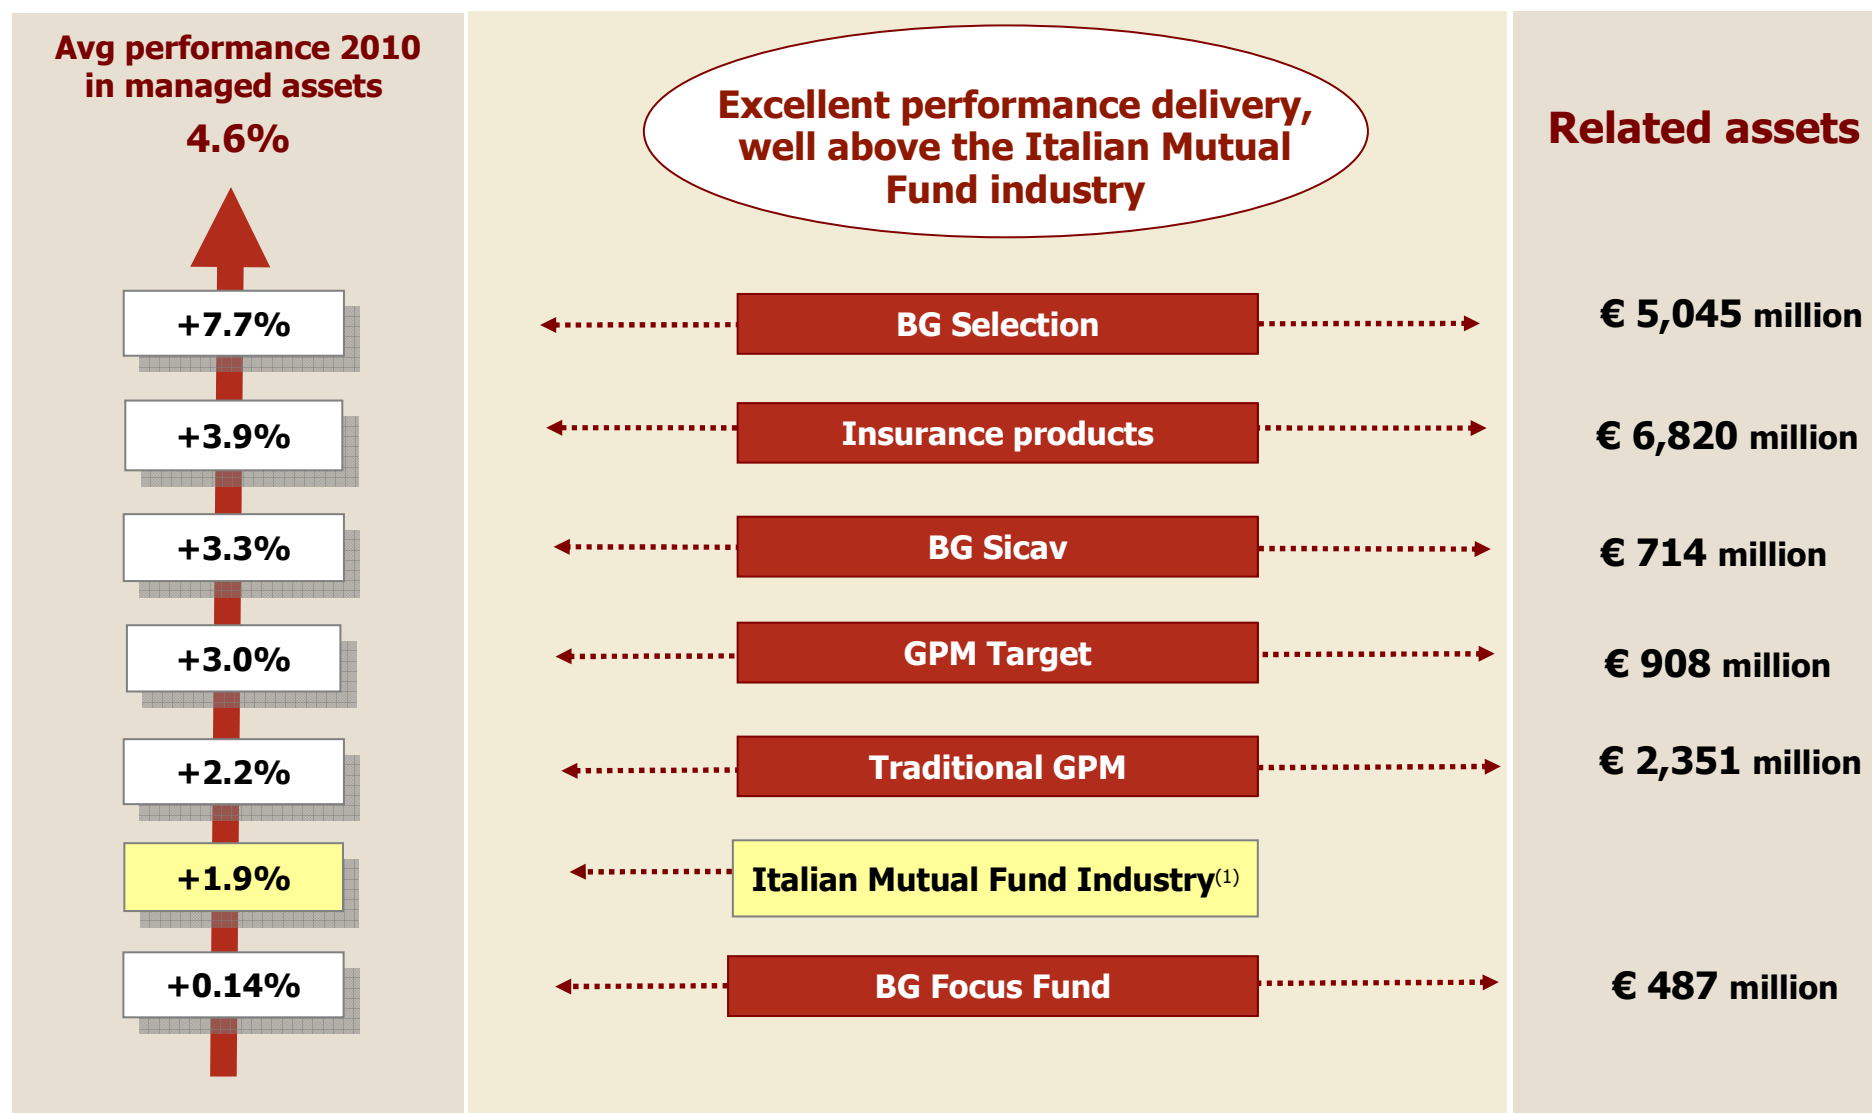 Avg performance 2010
in managed assets
4.6%
Excellent performance delivery,
well above the Italian Mutual
Fund industry
Related assets
+7.7%
BG Selection
€ 5,045 million
+3.9%
Insurance products
€ 6,820 million
+3.3%
BG Sicav
€ 714 million
+3.0%
GPM Target
€ 908 million
+2.2%
Traditional GPM
€ 2,351 million
+1.9%
Italian Mutual Fund Industry(1)
+0.14%
BG Focus Fund
€ 487 million